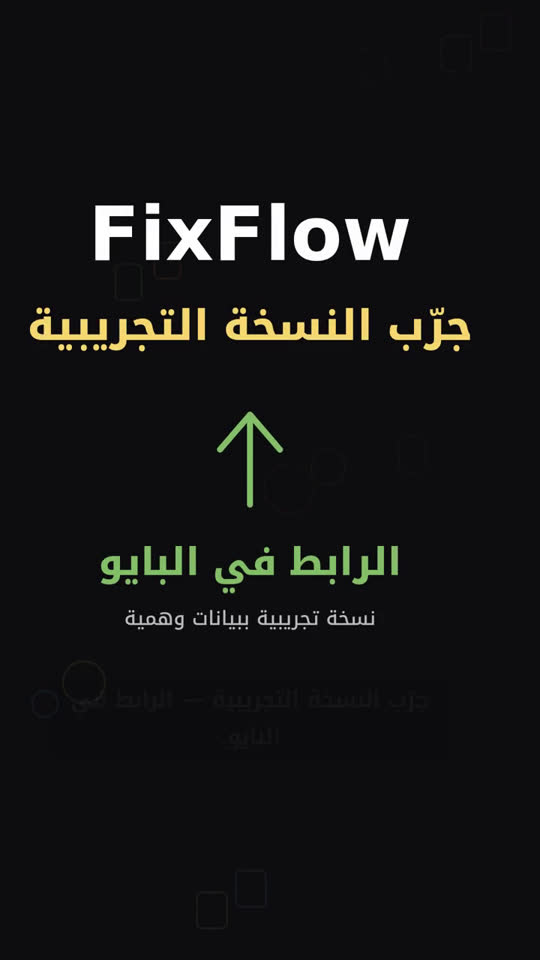 FixFlow
جرّب النسخة التجريبية
الرابط في البايو
نسخة تجريبية ببيانات وهمية
جرّب النسخة التجريبية — الرابط في
البايو.